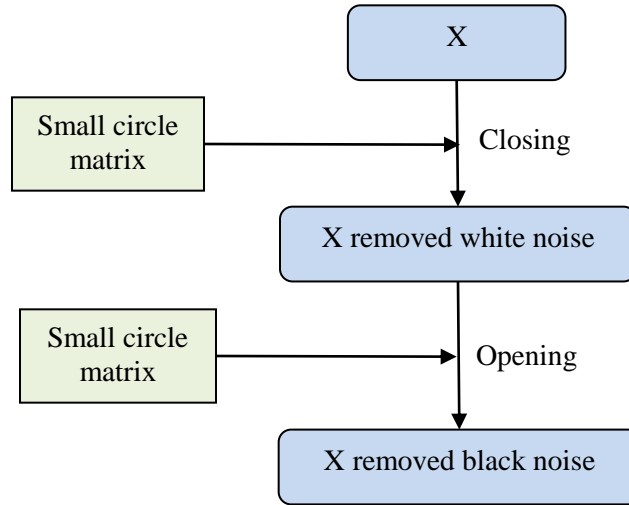 X
Small circle
matrix
Closing
X removed white noise
Small circle
matrix
Opening
X removed black noise